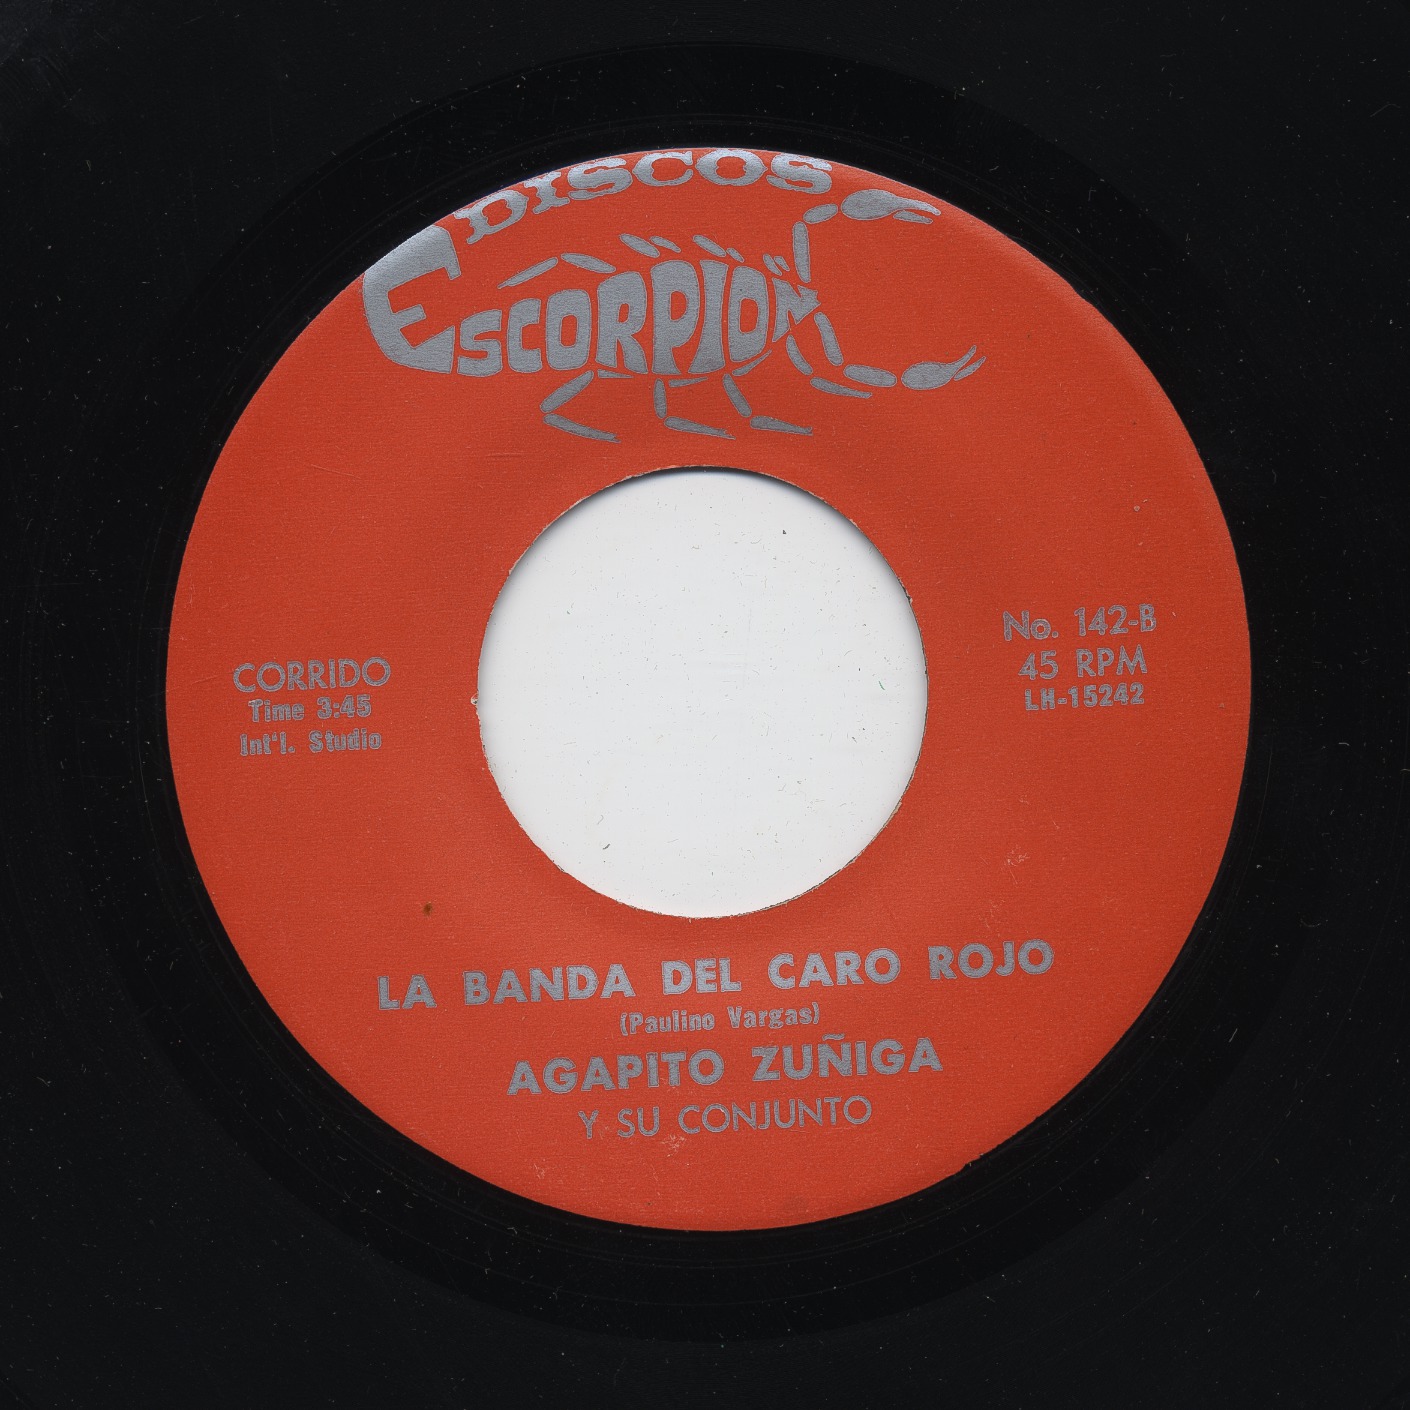 DISCOS
ESCORPION
No. 142-B
45 RPM
LH-15242
CORRIDO
Time 3:45
Int'l. Studio
LA BANDA DEL CARO ROJO
(Paulino Vargas)
AGAPITO ZUÑIGA
Y SU CONJUNTO